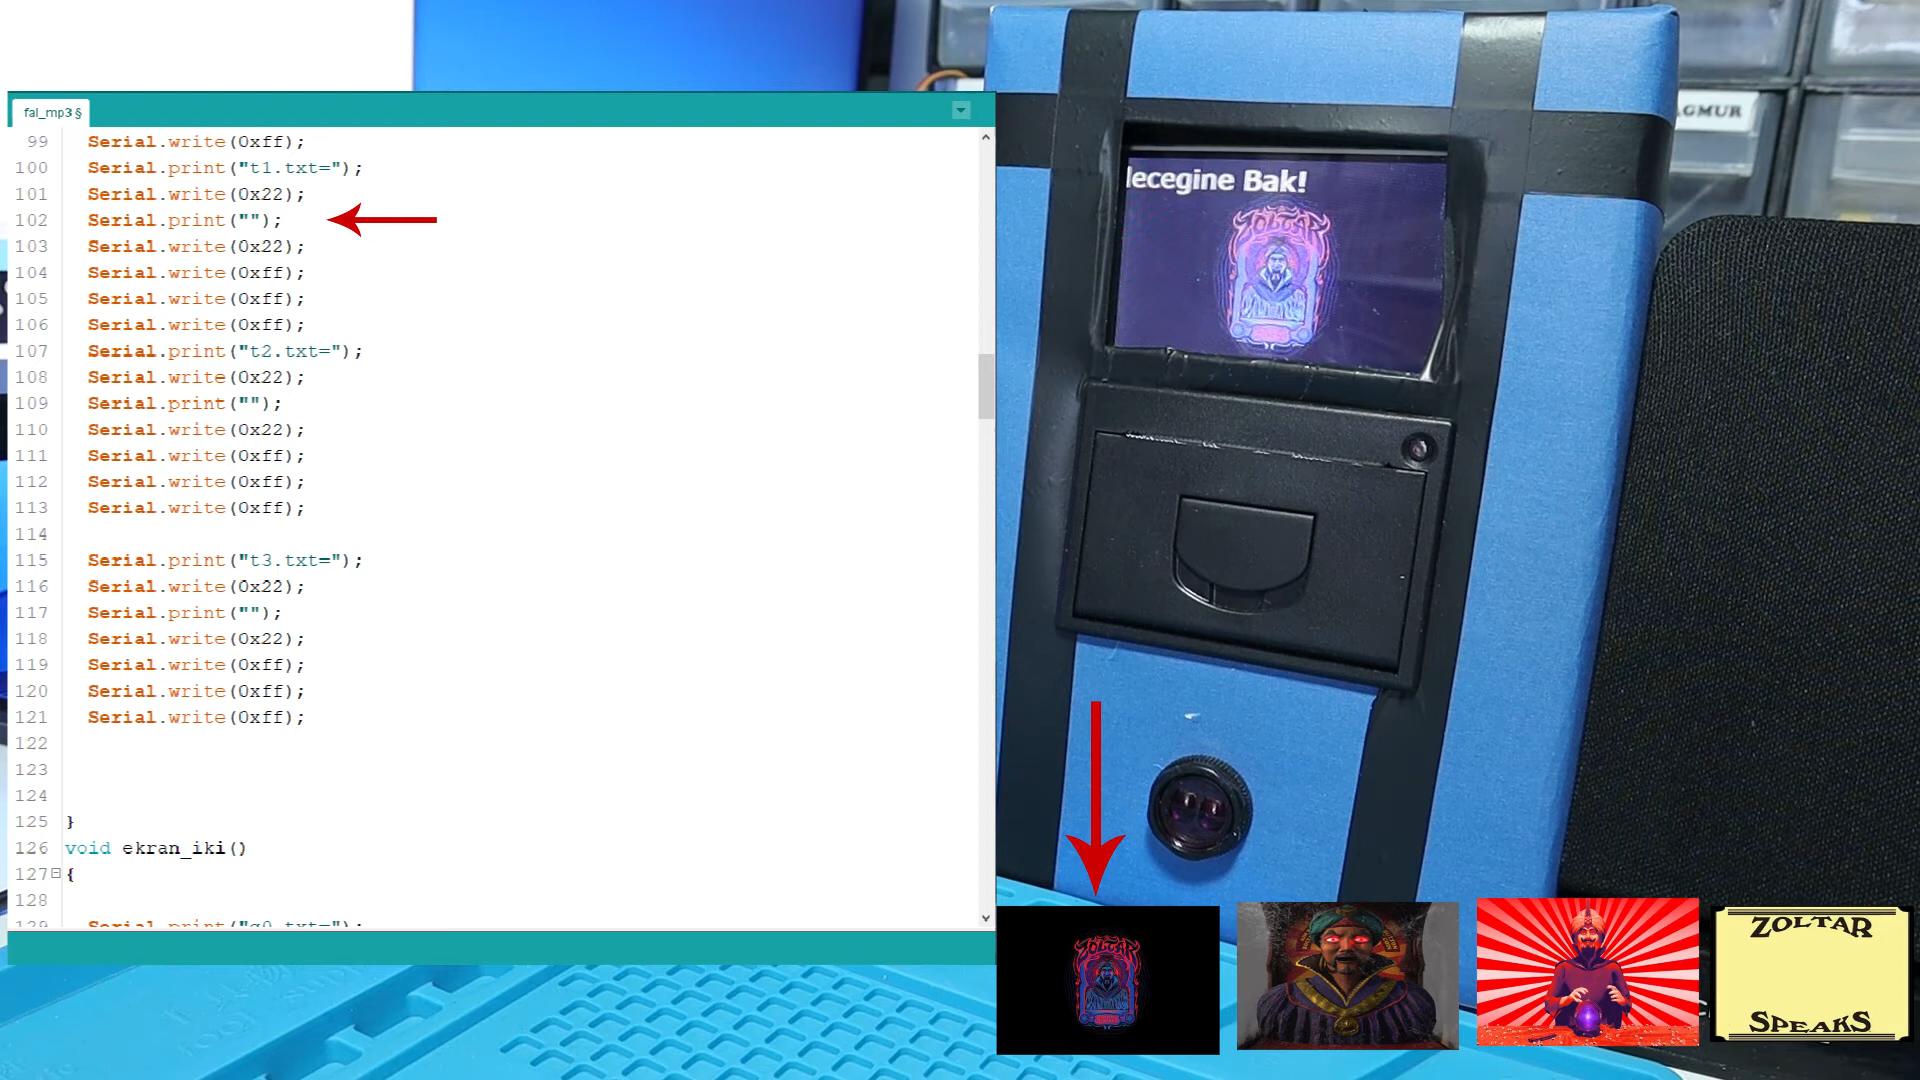 fal_mp3 §
99 Serial.write(0xff);
100 Serial.print("t1.txt=");
101 Serial.write(0x22);
102 Serial.print("");
103 Serial.write(0x22);
104 Serial.write(0xff);
105 Serial.write(0xff);
106 Serial.write(0xff);
107 Serial.print("t2.txt=");
108 Serial.write(0x22);
109 Serial.print("");
110 Serial.write(0x22);
111 Serial.write(0xff);
112 Serial.write(0xff);
113 Serial.write(0xff);
114
115 Serial.print("t3.txt=");
116 Serial.write(0x22);
117 Serial.print("");
118 Serial.write(0x22);
119 Serial.write(0xff);
120 Serial.write(0xff);
121 Serial.write(0xff);
122
123
124
125 }
126 void ekran_iki()
127 {
128
lecegine Bak!
ZOLTAR
AGMUR
ZOLTAR
ZOLTAR
SPEAKS